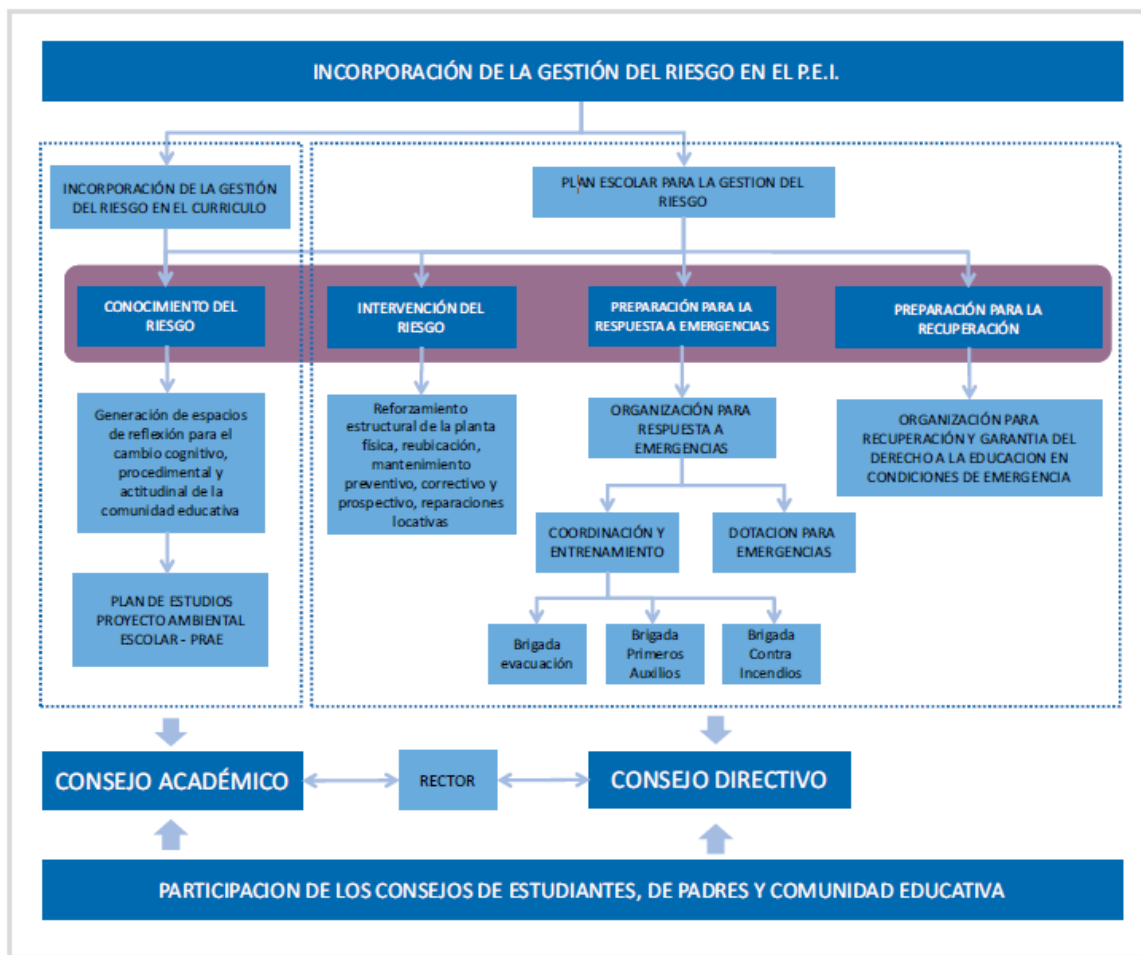 INCORPORACIÓN DE LA GESTIÓN DEL RIESGO EN EL P.E.I.
INCORPORACIÓN DE LA GESTIÓN
DEL RIESGO EN EL CURRICULO
PLAN ESCOLAR PARA LA GESTION DEL
RIESGO
CONOCIMIENTO DEL
RIESGO
INTERVENCIÓN DEL
RIESGO
PREPARACIÓN PARA LA
RESPUESTA A EMERGENCIAS
PREPARACIÓN PARA LA
RECUPERACIÓN
Generación de espacios
de reflexión para el
cambio cognitivo,
procedimental y
actitudinal de la
comunidad educativa
Reforzamiento
estructural de la planta
física, reubicación,
mantenimiento
preventivo, correctivo y
prospectivo, reparaciones
locativas
ORGANIZACIÓN PARA
RESPUESTA A
EMERGENCIAS
ORGANIZACIÓN PARA
RECUPERACIÓN Y GARANTIA DEL
DERECHO A LA EDUCACION EN
CONDICIONES DE EMERGENCIA
COORDINACIÓN Y
ENTRENAMIENTO
DOTACION PARA
EMERGENCIAS
PLAN DE ESTUDIOS
PROYECTO AMBIENTAL
ESCOLAR - PRAE
Brigada
evacuación
Brigada
Primeros
Auxilios
Brigada
Contra
Incendios
CONSEJO ACADÉMICO
RECTOR
CONSEJO DIRECTIVO
PARTICIPACION DE LOS CONSEJOS DE ESTUDIANTES, DE PADRES Y COMUNIDAD EDUCATIVA